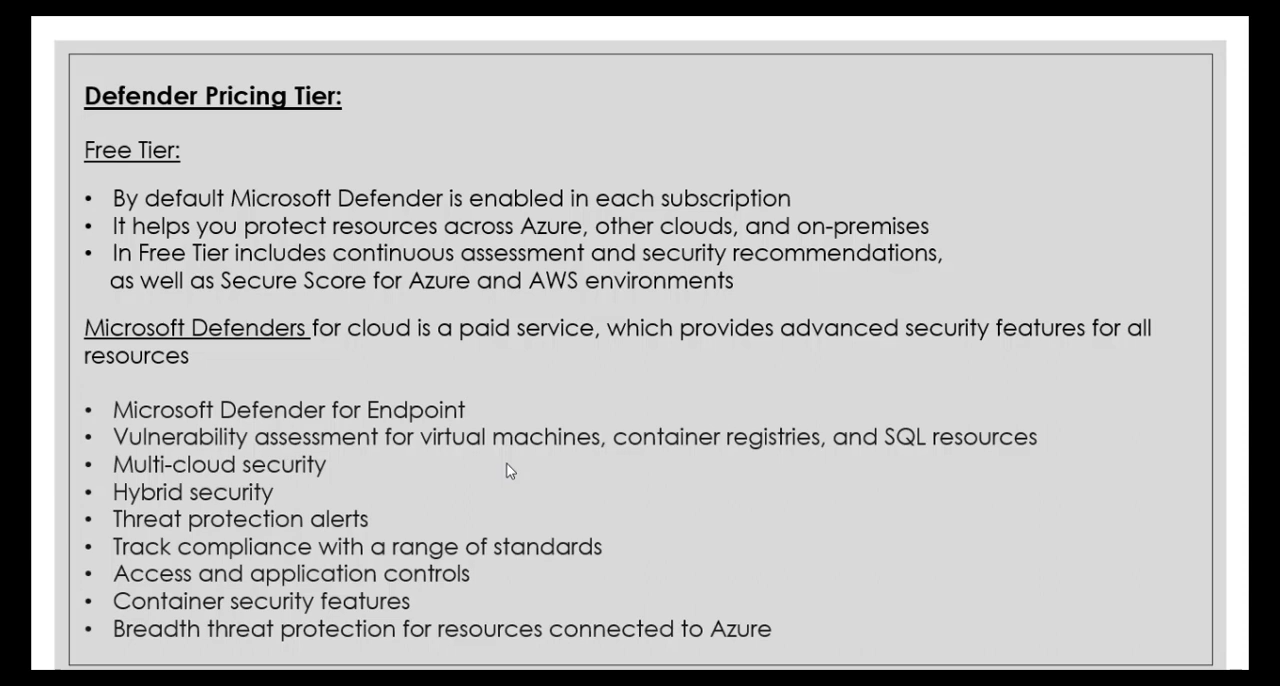 Defender Pricing Tier:
Free Tier:
• By default Microsoft Defender is enabled in each subscription
• It helps you protect resources across Azure, other clouds, and on-premises
• In Free Tier includes continuous assessment and security recommendations,
as well as Secure Score for Azure and AWS environments
Microsoft Defenders for cloud is a paid service, which provides advanced security features for all
resources
• Microsoft Defender for Endpoint
• Vulnerability assessment for virtual machines, container registries, and SQL resources
• Multi-cloud security
• Hybrid security
• Threat protection alerts
• Track compliance with a range of standards
• Access and application controls
• Container security features
• Breadth threat protection for resources connected to Azure